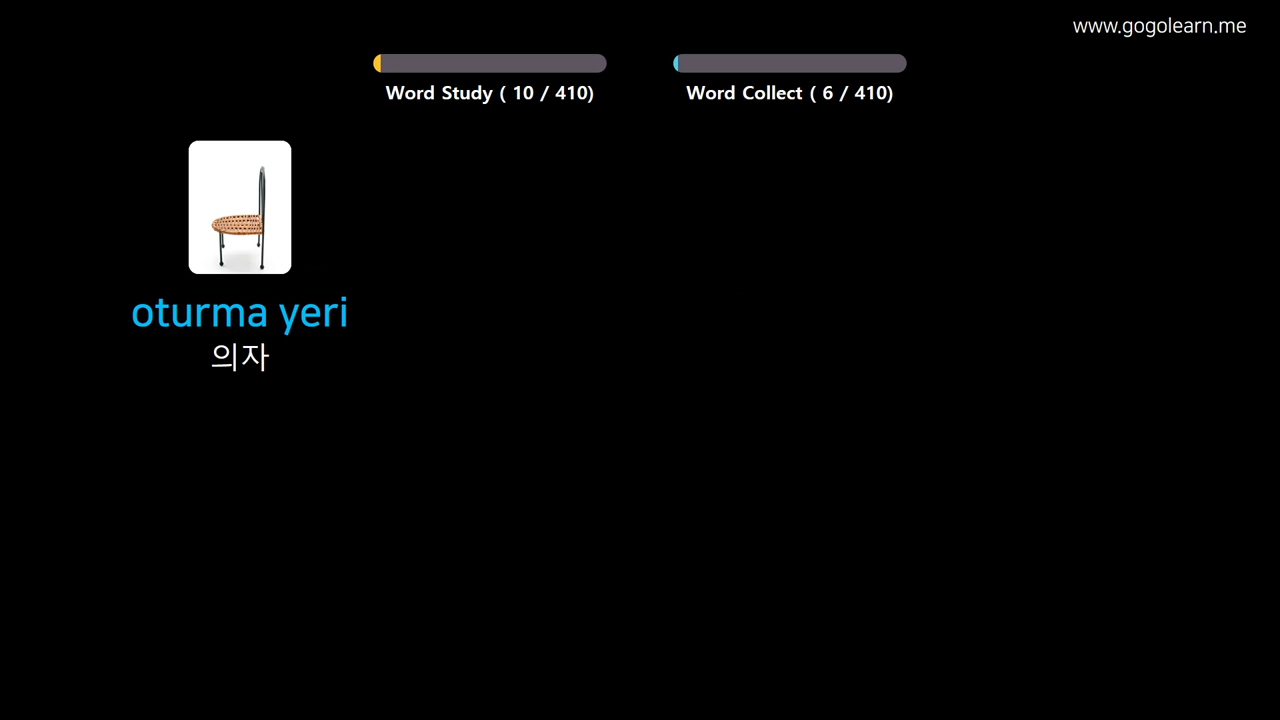 www.gogolearn.me
Word Study ( 10 / 410)
Word Collect ( 6 / 410)
oturma yeri
의자